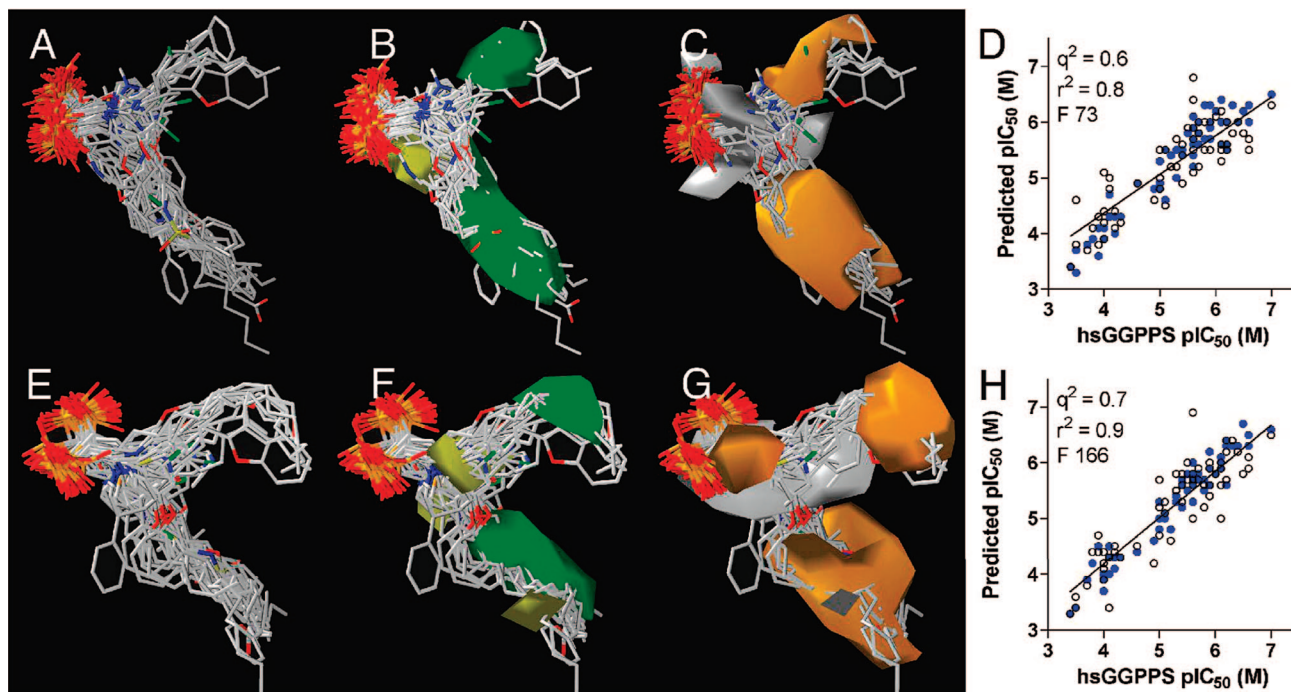 A
B
C
D
q² = 0.6
r² = 0.8
F 73
Predicted pIC₅₀ (M)
7
6
5
4
3
3 4 5 6 7
hsGGPPS pIC₅₀ (M)
E
F
G
H
q² = 0.7
r² = 0.9
F 166
Predicted pIC₅₀ (M)
7
6
5
4
3
3 4 5 6 7
hsGGPPS pIC₅₀ (M)